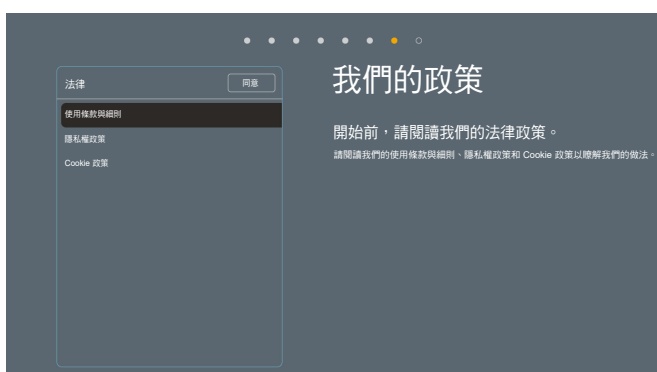 法律
同意
使用條款與細則
隱私權政策
Cookie 政策
我們的政策
開始前，請閱讀我們的法律政策。
請閱讀我們的使用條款與細則、隱私權政策和 Cookie 政策以瞭解我們的做法。